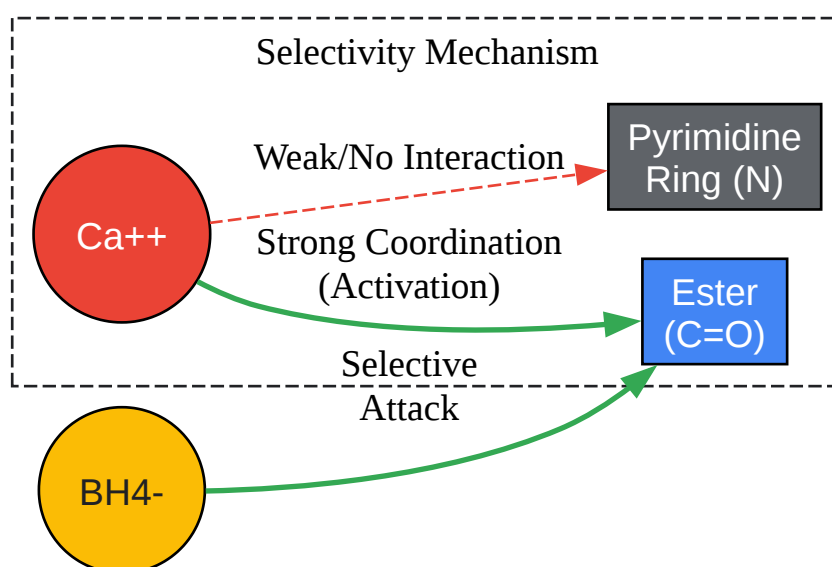 Selectivity Mechanism
Pyrimidine
Ring (N)
Weak/No Interaction
Ca++
Strong Coordination
(Activation)
Ester
(C=O)
Selective
Attack
BH4-